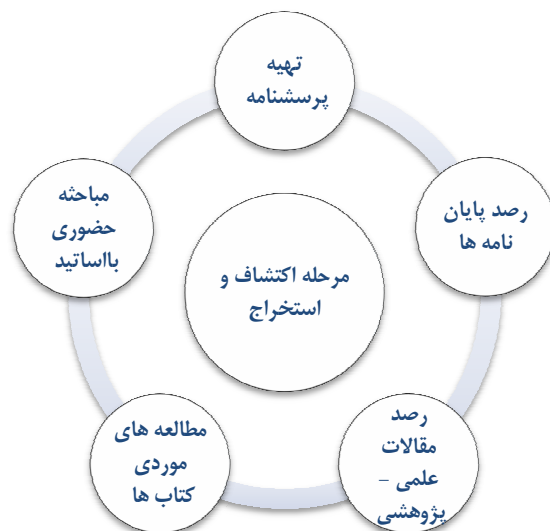 تهیه
پرسشنامه
رصد پایان
نامه ها
رصد
مقالات
علمی –
پژوهشی
مطالعه های
موردی
کتاب ها
مباحثه
حضوری
بااساتید
مرحله اکتشاف و
استخراج